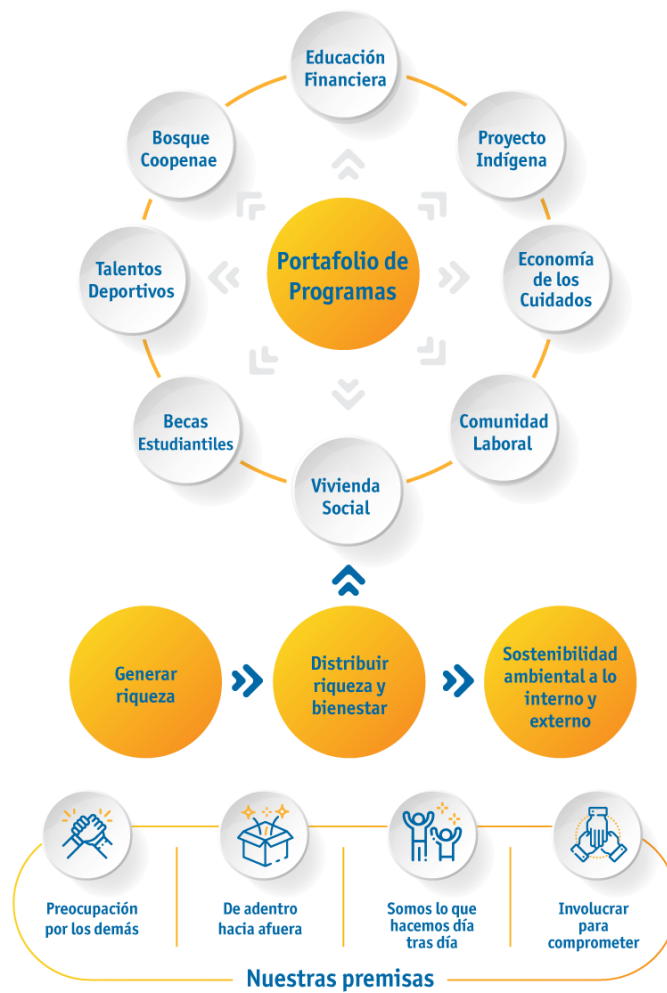 Educación
Financiera
Bosque
Coopenae
Proyecto
Indígena
Portafolio de
Programas
Talentos
Deportivos
Economía
de los
Cuidados
Becas
Estudiantiles
Comunidad
Laboral
Vivienda
Social
Generar
riqueza
Distribuir
riqueza y
bienestar
Sostenibilidad
ambiental a lo
interno y
externo
Preocupación
por los demás
De adentro
hacia afuera
Somos lo que
hacemos día
tras día
Involucrar
para
comprometer
Nuestras premisas